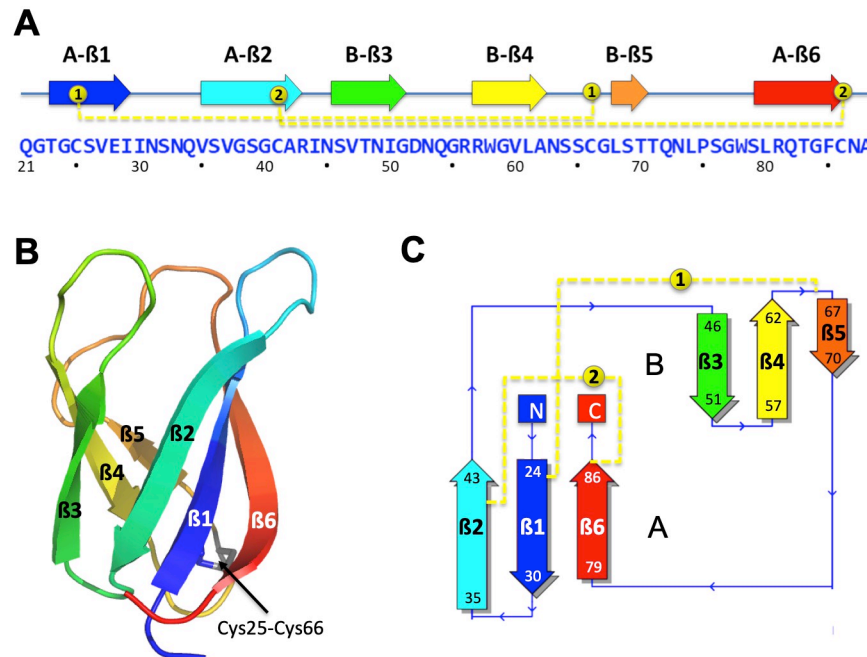 A
A-ß1 A-ß2 B-ß3 B-ß4 B-ß5 A-ß6
1 2 1 2
QGTGCSVEIINSNQVSVGSGCARINSVTNIGDNQGRRWGVLANSSCGLSTTQNLPSGWSLRQTGFCNA
21 • 30 • 40 • 50 • 60 • 70 • 80 •
B
ß5
ß2
ß4
ß3
ß1
ß6
Cys25-Cys66
C
1
46
ß3
51
62
ß4
57
67
ß5
70
B
2
N
C
43
ß2
35
24
ß1
30
86
ß6
79
A